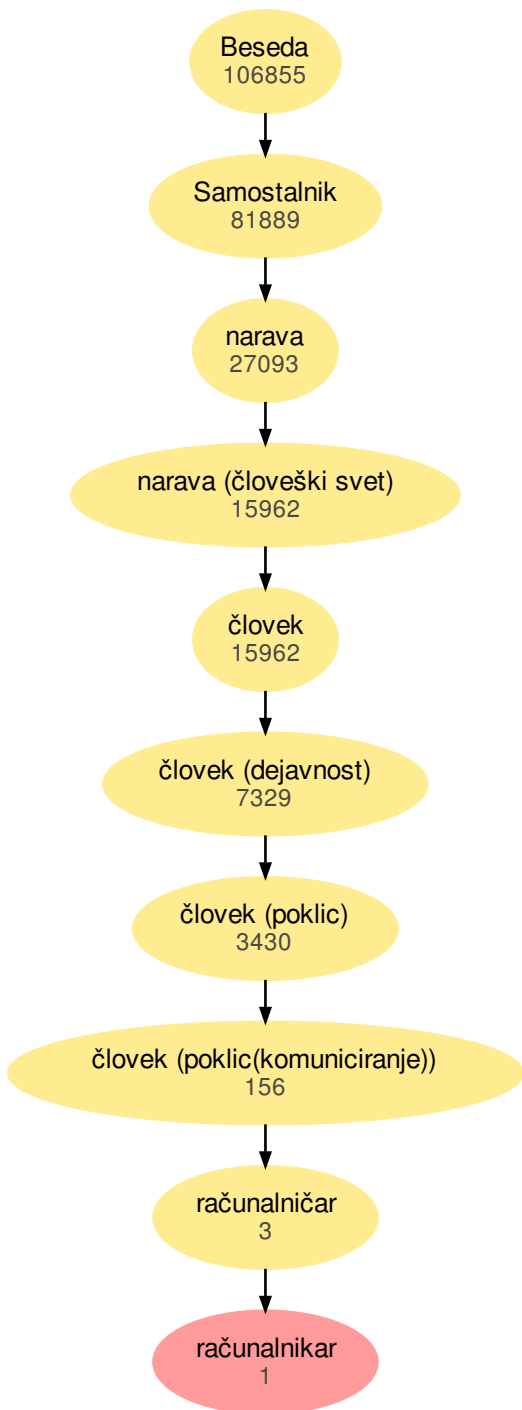 Beseda
106855
Samostalnik
81889
narava
27093
narava (človeški svet)
15962
človek
15962
človek (dejavnost)
7329
človek (poklic)
3430
človek (poklic(komuniciranje))
156
računalničar
3
računalnikar
1